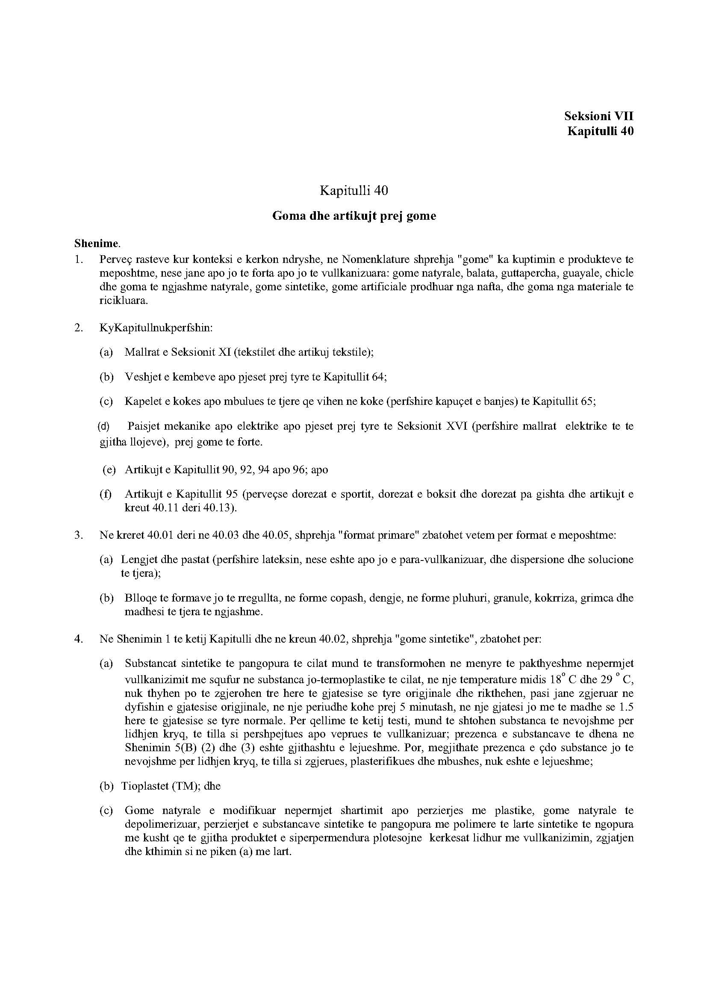 Seksioni VII
Kapitulli 40
Kapitulli 40
Goma dhe artikujt prej gome
Shenime.
1. Perveç rasteve kur konteksi e kerkon ndryshe, ne Nomenklature shprehja "gome" ka kuptimin e produkteve te
meposhtme, nese jane apo jo te forta apo jo te vullkanizuara: gome natyrale, balata, guttapercha, guayale, chicle
dhe goma te ngjashme natyrale, gome sintetike, gome artificiale prodhuar nga nafta, dhe goma nga materiale te
ricikluara.
2. KyKapitullnukperfshin:
(a) Mallrat e Seksionit XI (tekstilet dhe artikuj tekstile);
(b) Veshjet e kembeve apo pjeset prej tyre te Kapitullit 64;
(c) Kapelet e kokes apo mbulues te tjere qe vihen ne koke (perfshire kapuçet e banjes) te Kapitullit 65;
(d) Paisjet mekanike apo elektrike apo pjeset prej tyre te Seksionit XVI (perfshire mallrat elektrike te te
gjitha llojeve), prej gome te forte.
(e) Artikujt e Kapitullit 90, 92, 94 apo 96; apo
(f) Artikujt e Kapitullit 95 (perveçse dorezat e sportit, dorezat e boksit dhe dorezat pa gishta dhe artikujt e
kreut 40.11 deri 40.13).
3. Ne kreret 40.01 deri ne 40.03 dhe 40.05, shprehja "format primare" zbatohet vetem per format e meposhtme:
(a) Lengjet dhe pastat (perfshire lateksin, nese eshte apo jo e para-vullkanizuar, dhe dispersione dhe solucione
te tjera);
(b) Blloqe te formave jo te rregullta, ne forme copash, dengje, ne forme pluhuri, granule, kokrriza, grimca dhe
madhesi te tjera te ngjashme.
4. Ne Shenimin 1 te ketij Kapitulli dhe ne kreun 40.02, shprehja "gome sintetike", zbatohet per:
(a) Substancat sintetike te pangopura te cilat mund te transformohen ne menyre te pakthyeshme nepermjet
vullkanizimit me squfur ne substanca jo-termoplastike te cilat, ne nje temperature midis 18° C dhe 29 ° C,
nuk thyhen po te zgjerohen tre here te gjatesise se tyre origjinale dhe rikthehen, pasi jane zgjeruar ne
dyfishin e gjatesise origjinale, ne nje periudhe kohe prej 5 minutash, ne nje gjatesi jo me te madhe se 1.5
here te gjatesise se tyre normale. Per qellime te ketij testi, mund te shtohen substanca te nevojshme per
lidhjen kryq, te tilla si pershpejtues apo veprues te vullkanizuar; prezenca e substancave te dhena ne
Shenimin 5(B) (2) dhe (3) eshte gjithashtu e lejueshme. Por, megjithate prezenca e çdo substance jo te
nevojshme per lidhjen kryq, te tilla si zgjerues, plasterifikues dhe mbushes, nuk eshte e lejueshme;
(b) Tioplastet (TM); dhe
(c) Gome natyrale e modifikuar nepermjet shartimit apo perzierjes me plastike, gome natyrale te
depolimerizuar, perzierjet e substancave sintetike te pangopura me polimere te larte sintetike te ngopura
me kusht qe te gjitha produktet e siperpermendura plotesojne kerkesat lidhur me vullkanizimin, zgjatjen
dhe kthimin si ne piken (a) me lart.